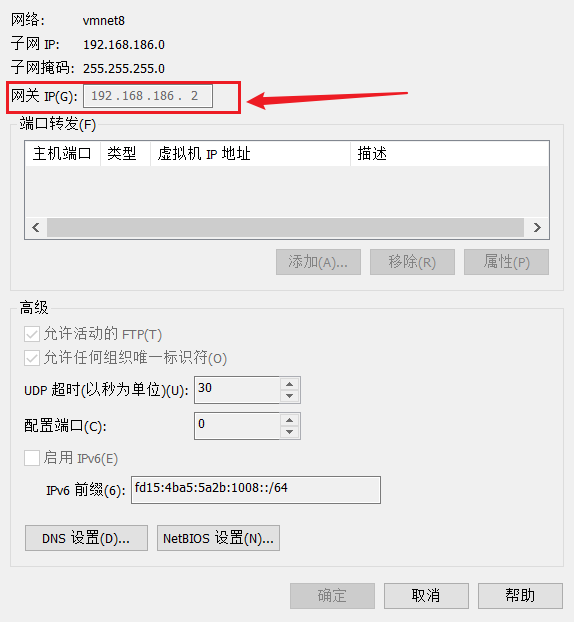 网络: vmnet8
子网 IP: 192.168.186.0
子网掩码: 255.255.255.0
网关 IP(G): 192 . 168 . 186 . 2
端口转发(F)
主机端口 类型 虚拟机 IP 地址 描述
添加(A)... 移除(R) 属性(P)
高级
允许活动的 FTP(T)
允许任何组织唯一标识符(O)
UDP 超时(以秒为单位)(U): 30
配置端口(C): 0
启用 IPv6(E)
IPv6 前缀(6): fd15:4ba5:5a2b:1008::/64
DNS 设置(D)... NetBIOS 设置(N)...
确定 取消 帮助